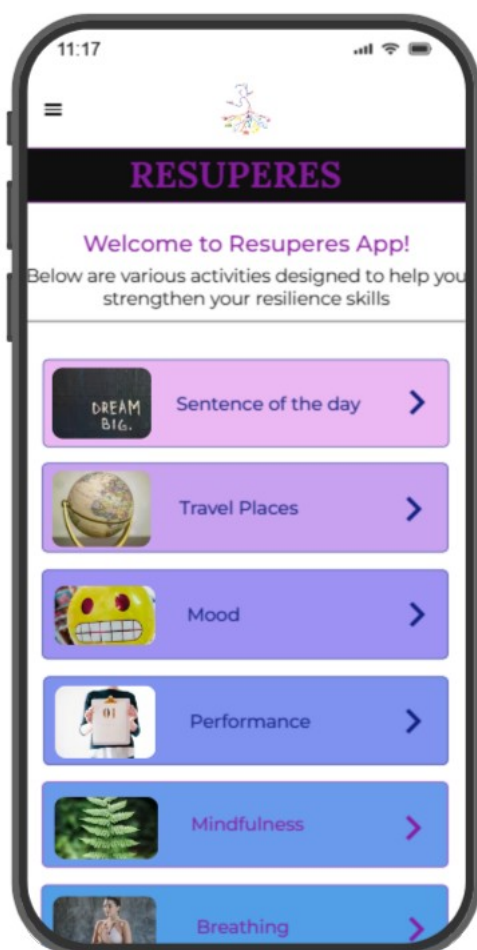 11:17
RESUPERES
Welcome to Resuperes App!
Below are various activities designed to help you
strengthen your resilience skills
DREAM
BIG.
Sentence of the day
Travel Places
Mood
01
Performance
Mindfulness
Breathing